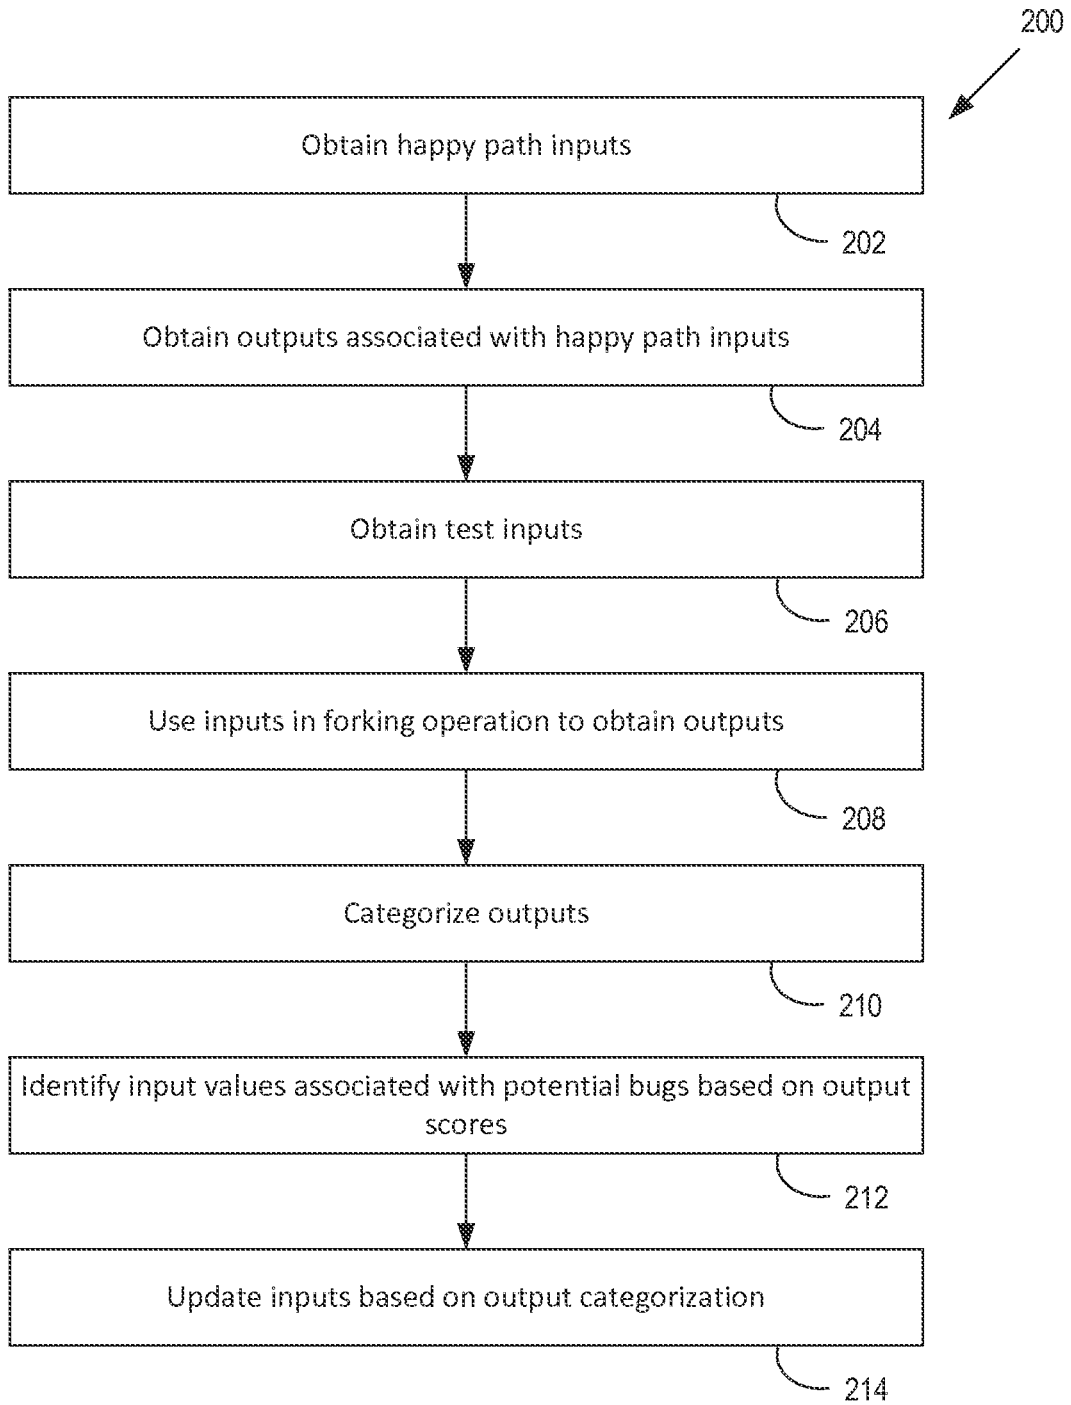 200
Obtain happy path inputs
202
Obtain outputs associated with happy path inputs
204
Obtain test inputs
206
Use inputs in forking operation to obtain outputs
208
Categorize outputs
210
Identify input values associated with potential bugs based on output
scores
212
Update inputs based on output categorization
214